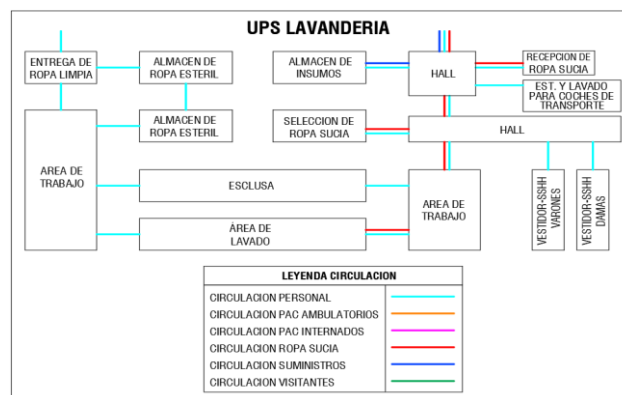 UPS LAVANDERIA
ENTREGA DE
ROPA LIMPIA
ALMACEN DE
ROPA ESTERIL
ALMACEN DE
INSUMOS
HALL
RECEPCION DE
ROPA SUCIA
EST. Y LAVADO
PARA COCHES DE
TRANSPORTE
ALMACEN DE
ROPA ESTERIL
SELECCION DE
ROPA SUCIA
HALL
AREA DE
TRABAJO
ESCLUSA
AREA DE
TRABAJO
VESTIDOR-SSHH
VARONES
VESTIDOR-SSHH
DAMAS
ÁREA DE
LAVADO
LEYENDA CIRCULACION
CIRCULACION PERSONAL
CIRCULACION PAC AMBULATORIOS
CIRCULACION PAC INTERNADOS
CIRCULACION ROPA SUCIA
CIRCULACION SUMINISTROS
CIRCULACION VISITANTES